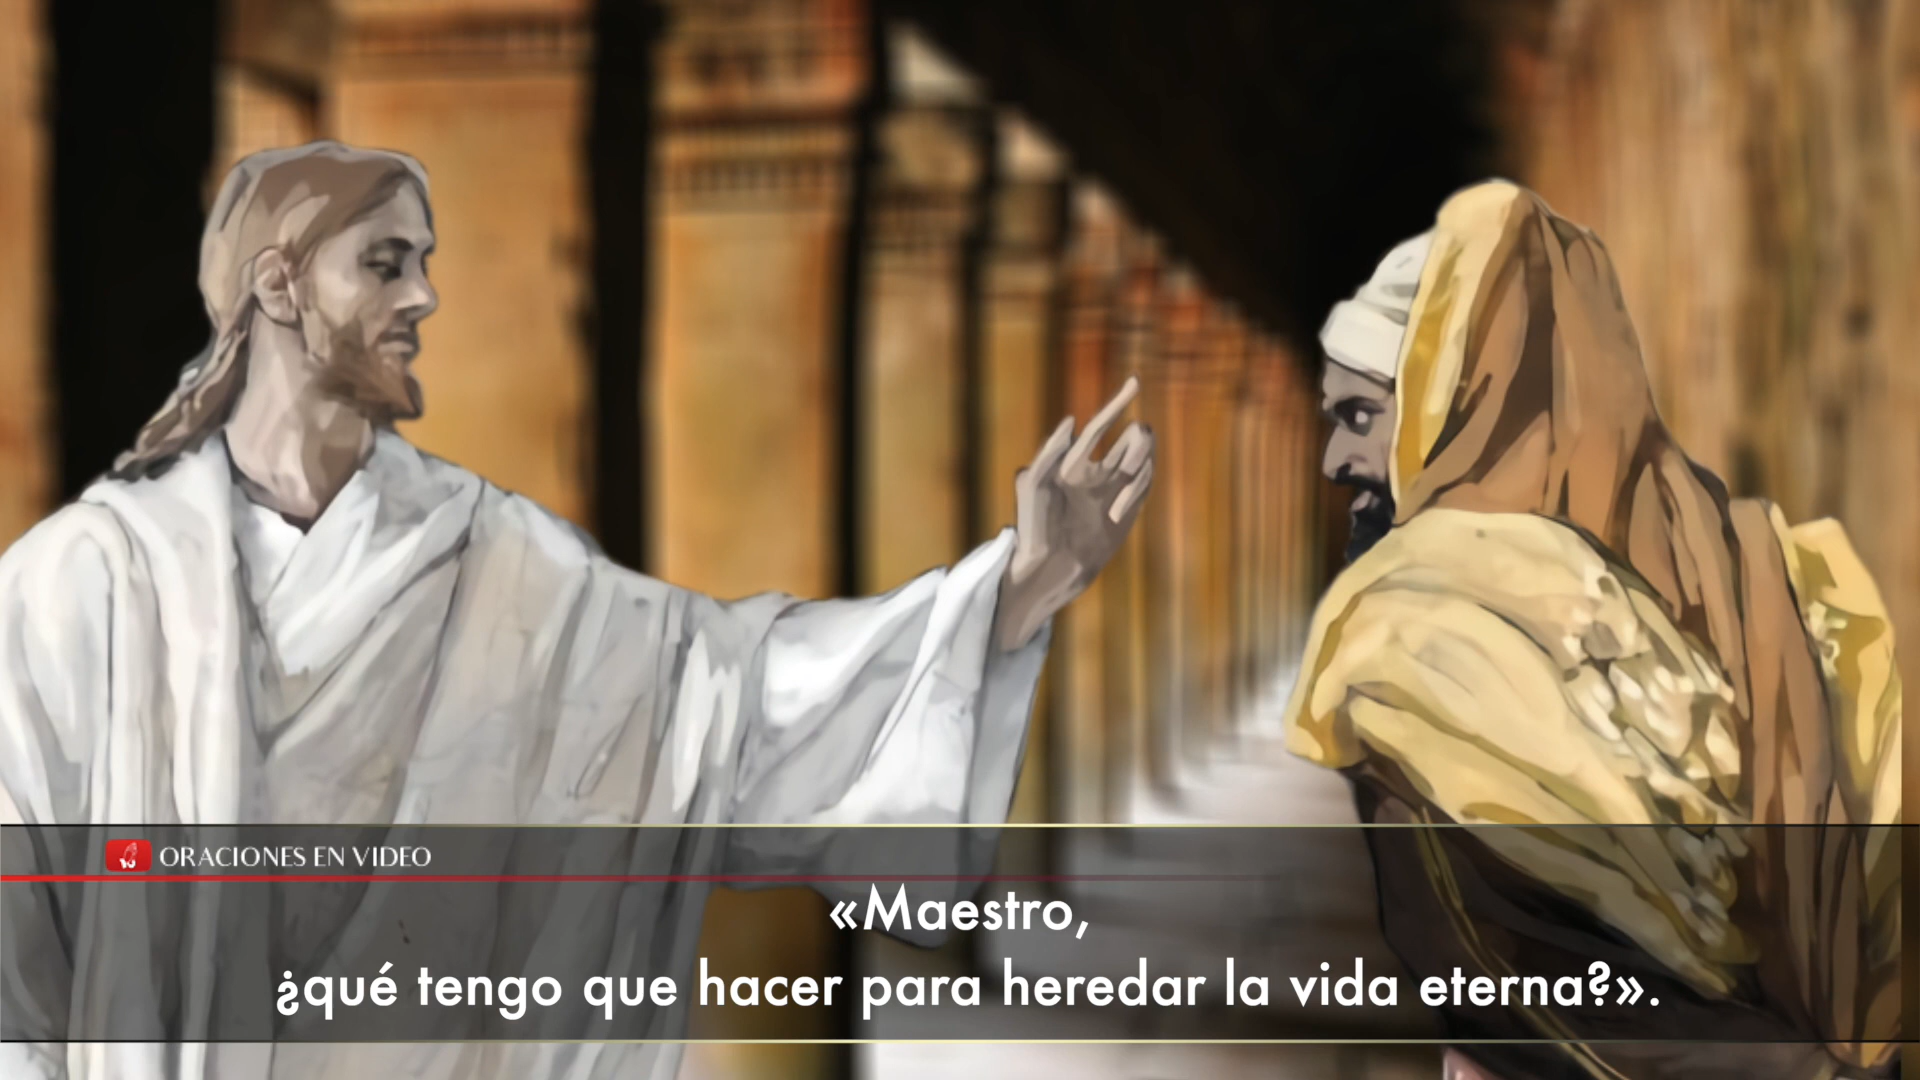 ORACIONES EN VIDEO
«Maestro,
¿qué tengo que hacer para heredar la vida eterna?».